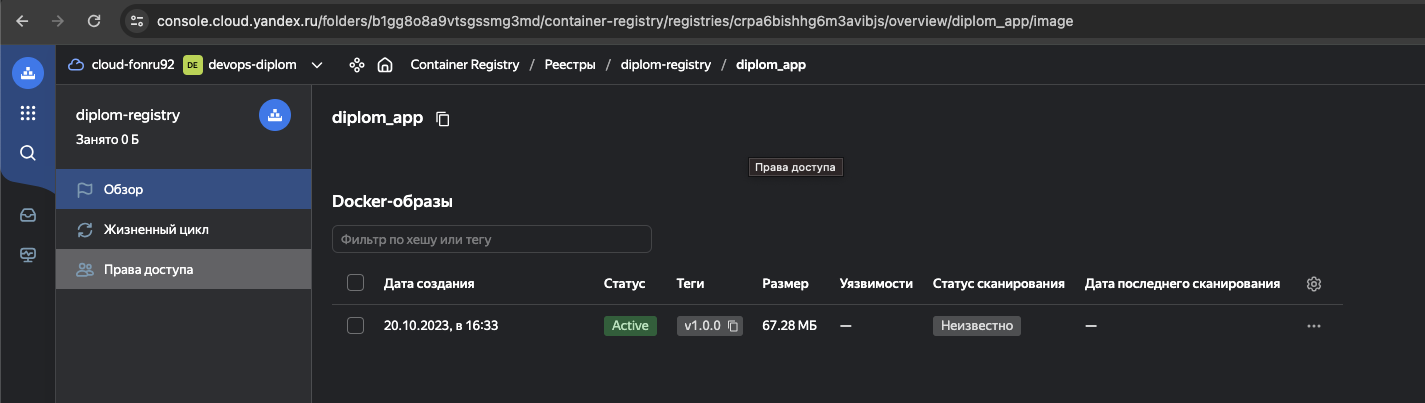 console.cloud.yandex.ru/folders/b1gg8o8a9vtsgssmg3md/container-registry/registries/crpa6bishhg6m3avibjs/overview/diplom_app/image
cloud-fonru92 DE devops-diplom Container Registry / Реестры / diplom-registry / diplom_app
diplom-registry
Занято 0 Б
Обзор
Жизненный цикл
Права доступа
diplom_app
Права доступа
Docker-образы
Фильтр по хешу или тегу
Дата создания Статус Теги Размер Уязвимости Статус сканирования Дата последнего сканирования
20.10.2023, в 16:33 Active v1.0.0 67.28 МБ — Неизвестно —